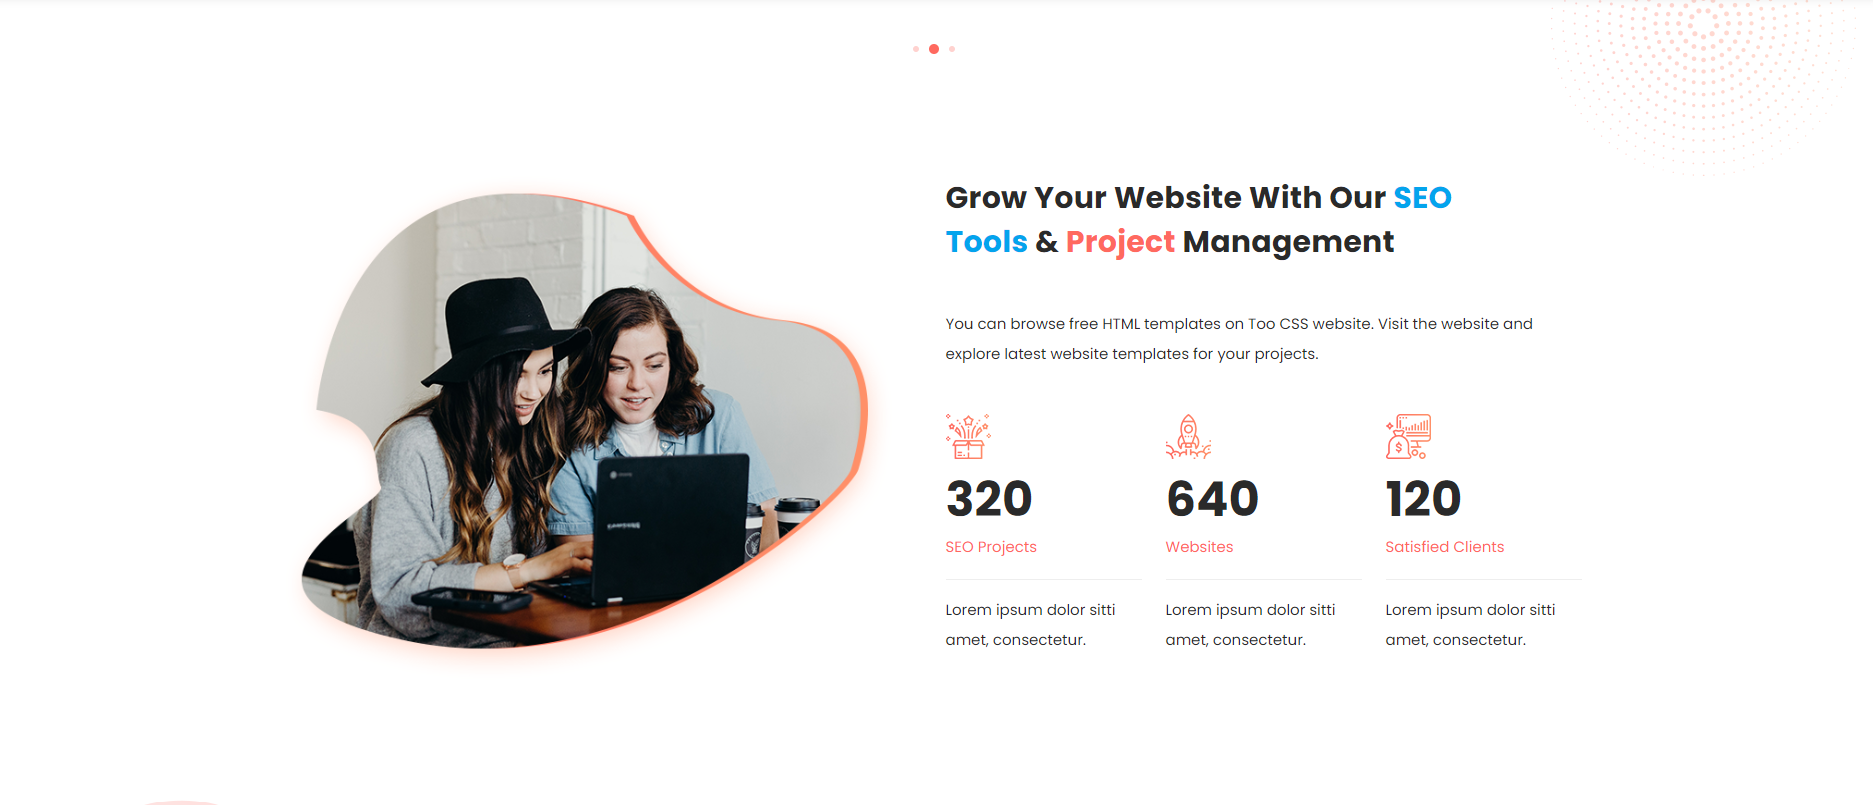 Grow Your Website With Our SEO
Tools & Project Management
You can browse free HTML templates on Too CSS website. Visit the website and
explore latest website templates for your projects.
320
SEO Projects
Lorem ipsum dolor sitti
amet, consectetur.
640
Websites
Lorem ipsum dolor sitti
amet, consectetur.
120
Satisfied Clients
Lorem ipsum dolor sitti
amet, consectetur.